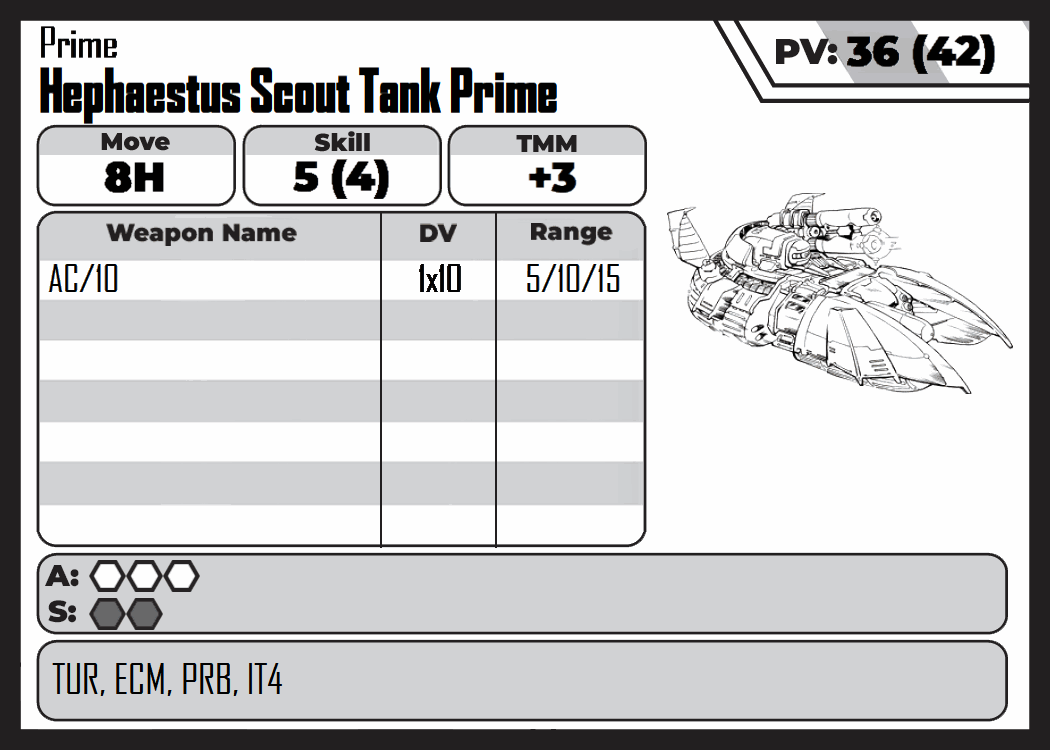 Prime
Hephaestus Scout Tank Prime
PV: 36 (42)
Move
8H
Skill
5 (4)
TMM
+3
Weapon Name DV Range
AC/10 1x10 5/10/15
A:
S:
TUR, ECM, PRB, IT4